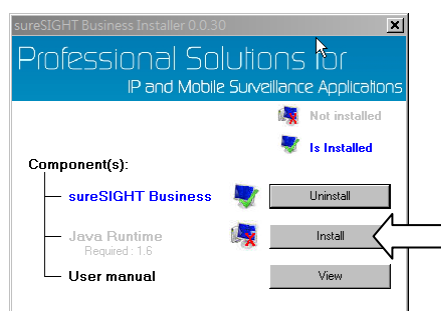 sureSIGHT Business Installer 0.0.30
Professional Solutions for
IP and Mobile Surveillance Applications
Not installed
Is Installed
Component(s):
sureSIGHT Business Uninstall
Java Runtime Install
Required : 1.6
User manual View